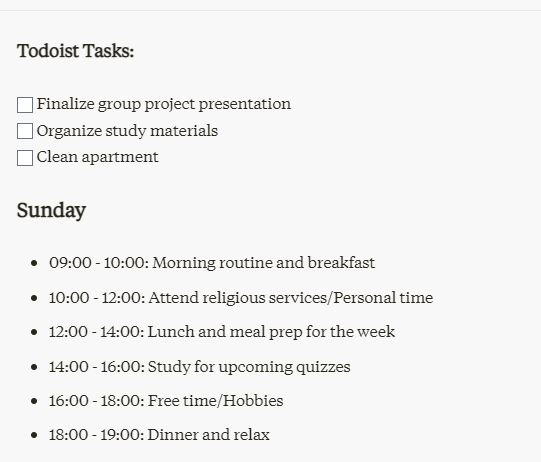 Todoist Tasks:
Finalize group project presentation
Organize study materials
Clean apartment
Sunday
09:00 - 10:00: Morning routine and breakfast
10:00 - 12:00: Attend religious services/Personal time
12:00 - 14:00: Lunch and meal prep for the week
14:00 - 16:00: Study for upcoming quizzes
16:00 - 18:00: Free time/Hobbies
18:00 - 19:00: Dinner and relax